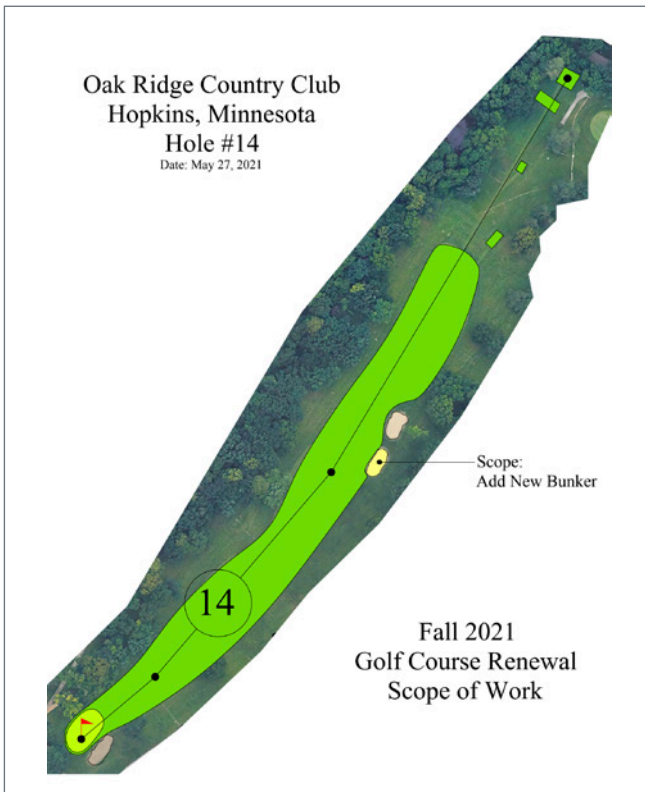 Oak Ridge Country Club
Hopkins, Minnesota
Hole #14
Date: May 27, 2021
Scope:
Add New Bunker
14
Fall 2021
Golf Course Renewal
Scope of Work